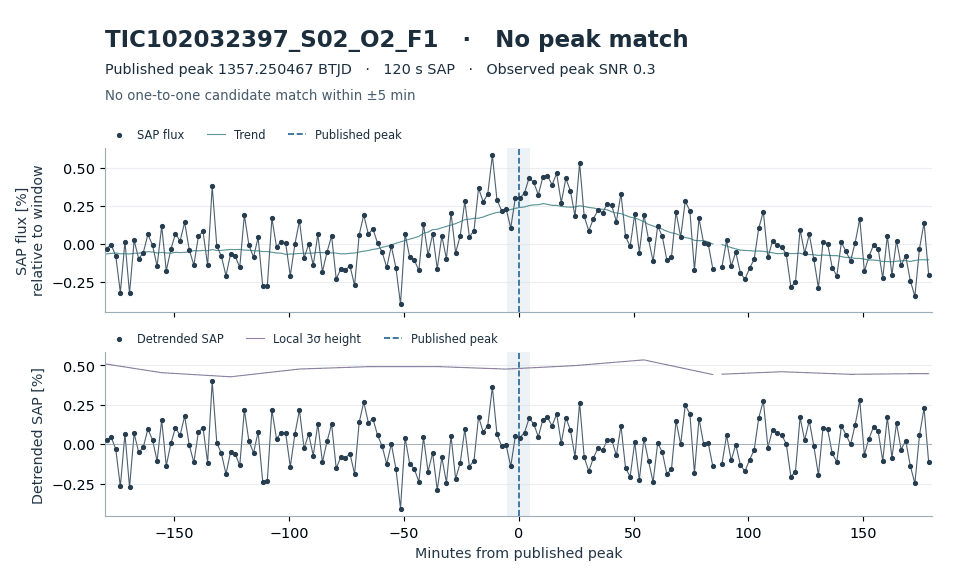 TIC102032397_S02_O2_F1 · No peak match
Published peak 1357.250467 BTJD · 120 s SAP · Observed peak SNR 0.3
No one-to-one candidate match within ±5 min
SAP flux Trend Published peak
SAP flux [%]
relative to window
0.50
0.25
0.00
−0.25
Detrended SAP Local 3σ height Published peak
Detrended SAP [%]
0.50
0.25
0.00
−0.25
−150 −100 −50 0 50 100 150
Minutes from published peak